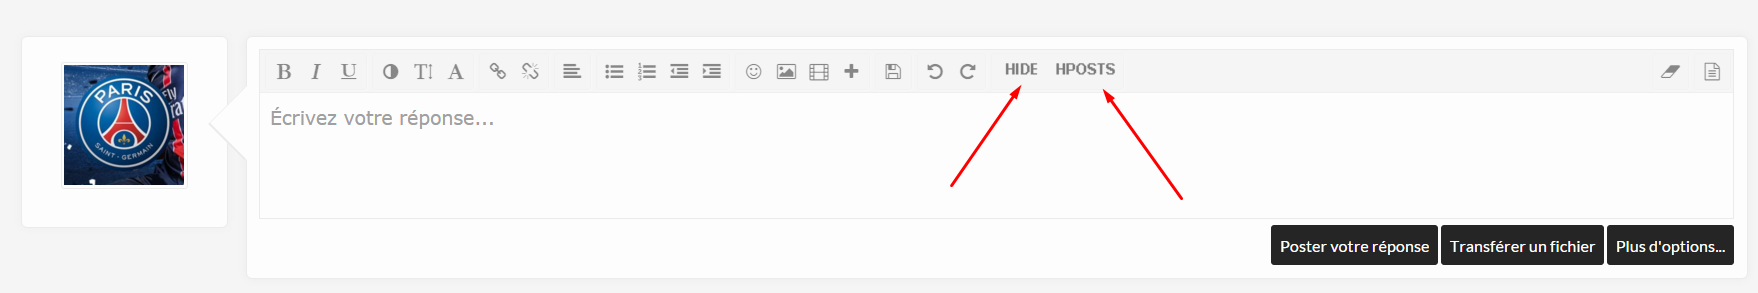 B I U T A HIDE HPOSTS
Écrivez votre réponse...
PARIS
SAINT-GERMAIN
Poster votre réponse Transférer un fichier Plus d'options...